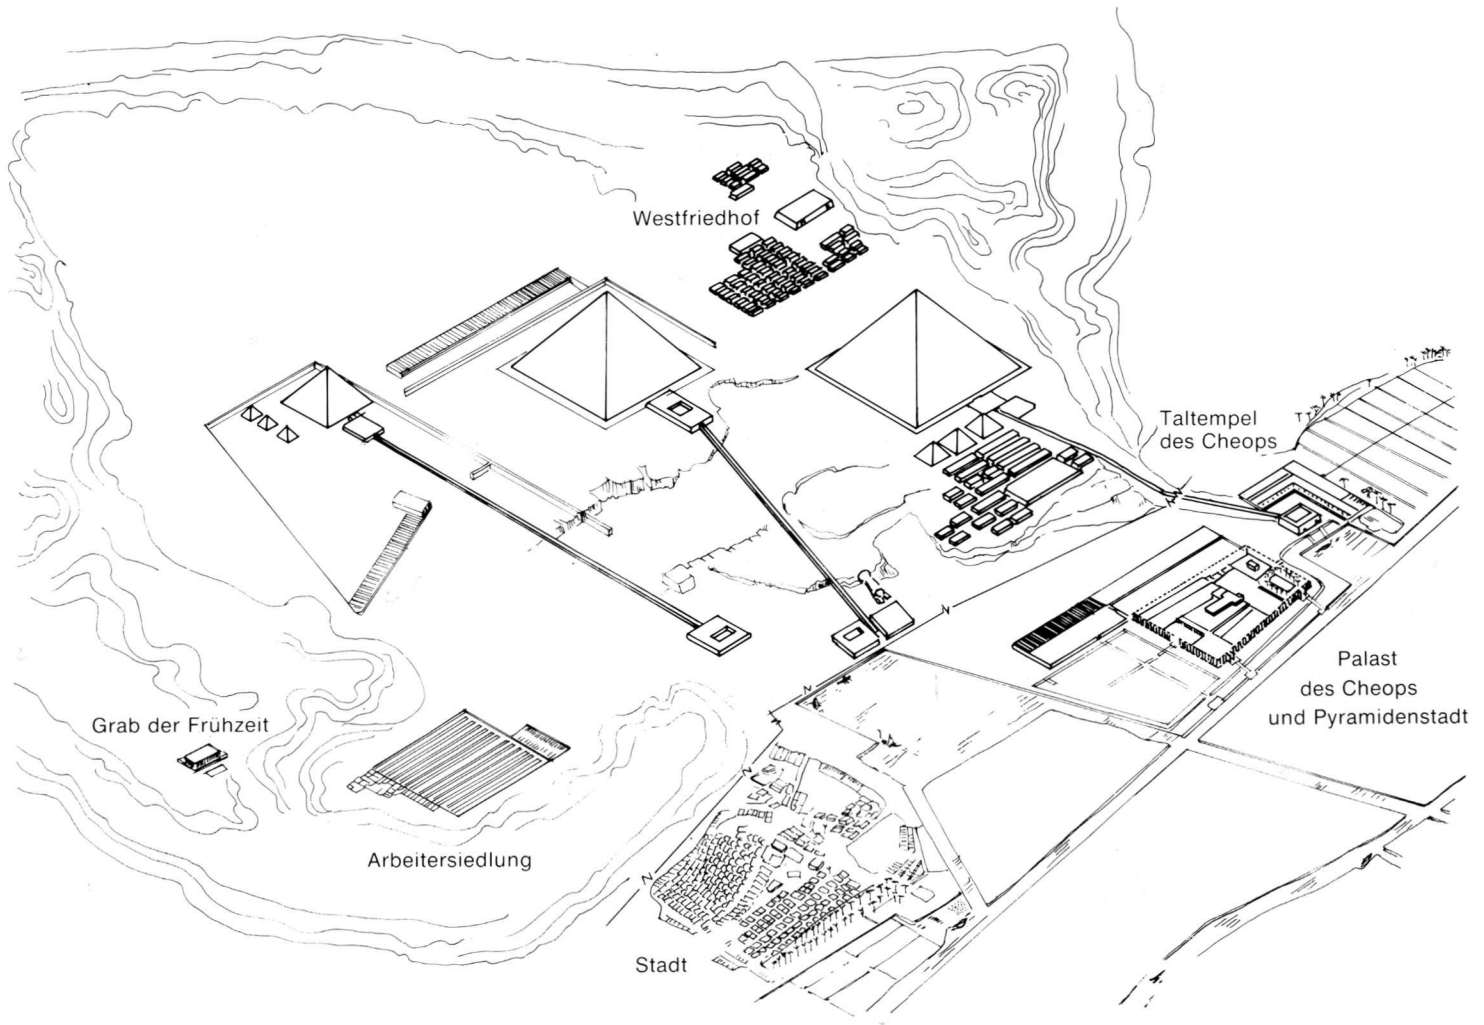 Westfriedhof
Taltempel
des Cheops
Palast
des Cheops
und Pyramidenstadt
Grab der Frühzeit
Arbeitersiedlung
Stadt